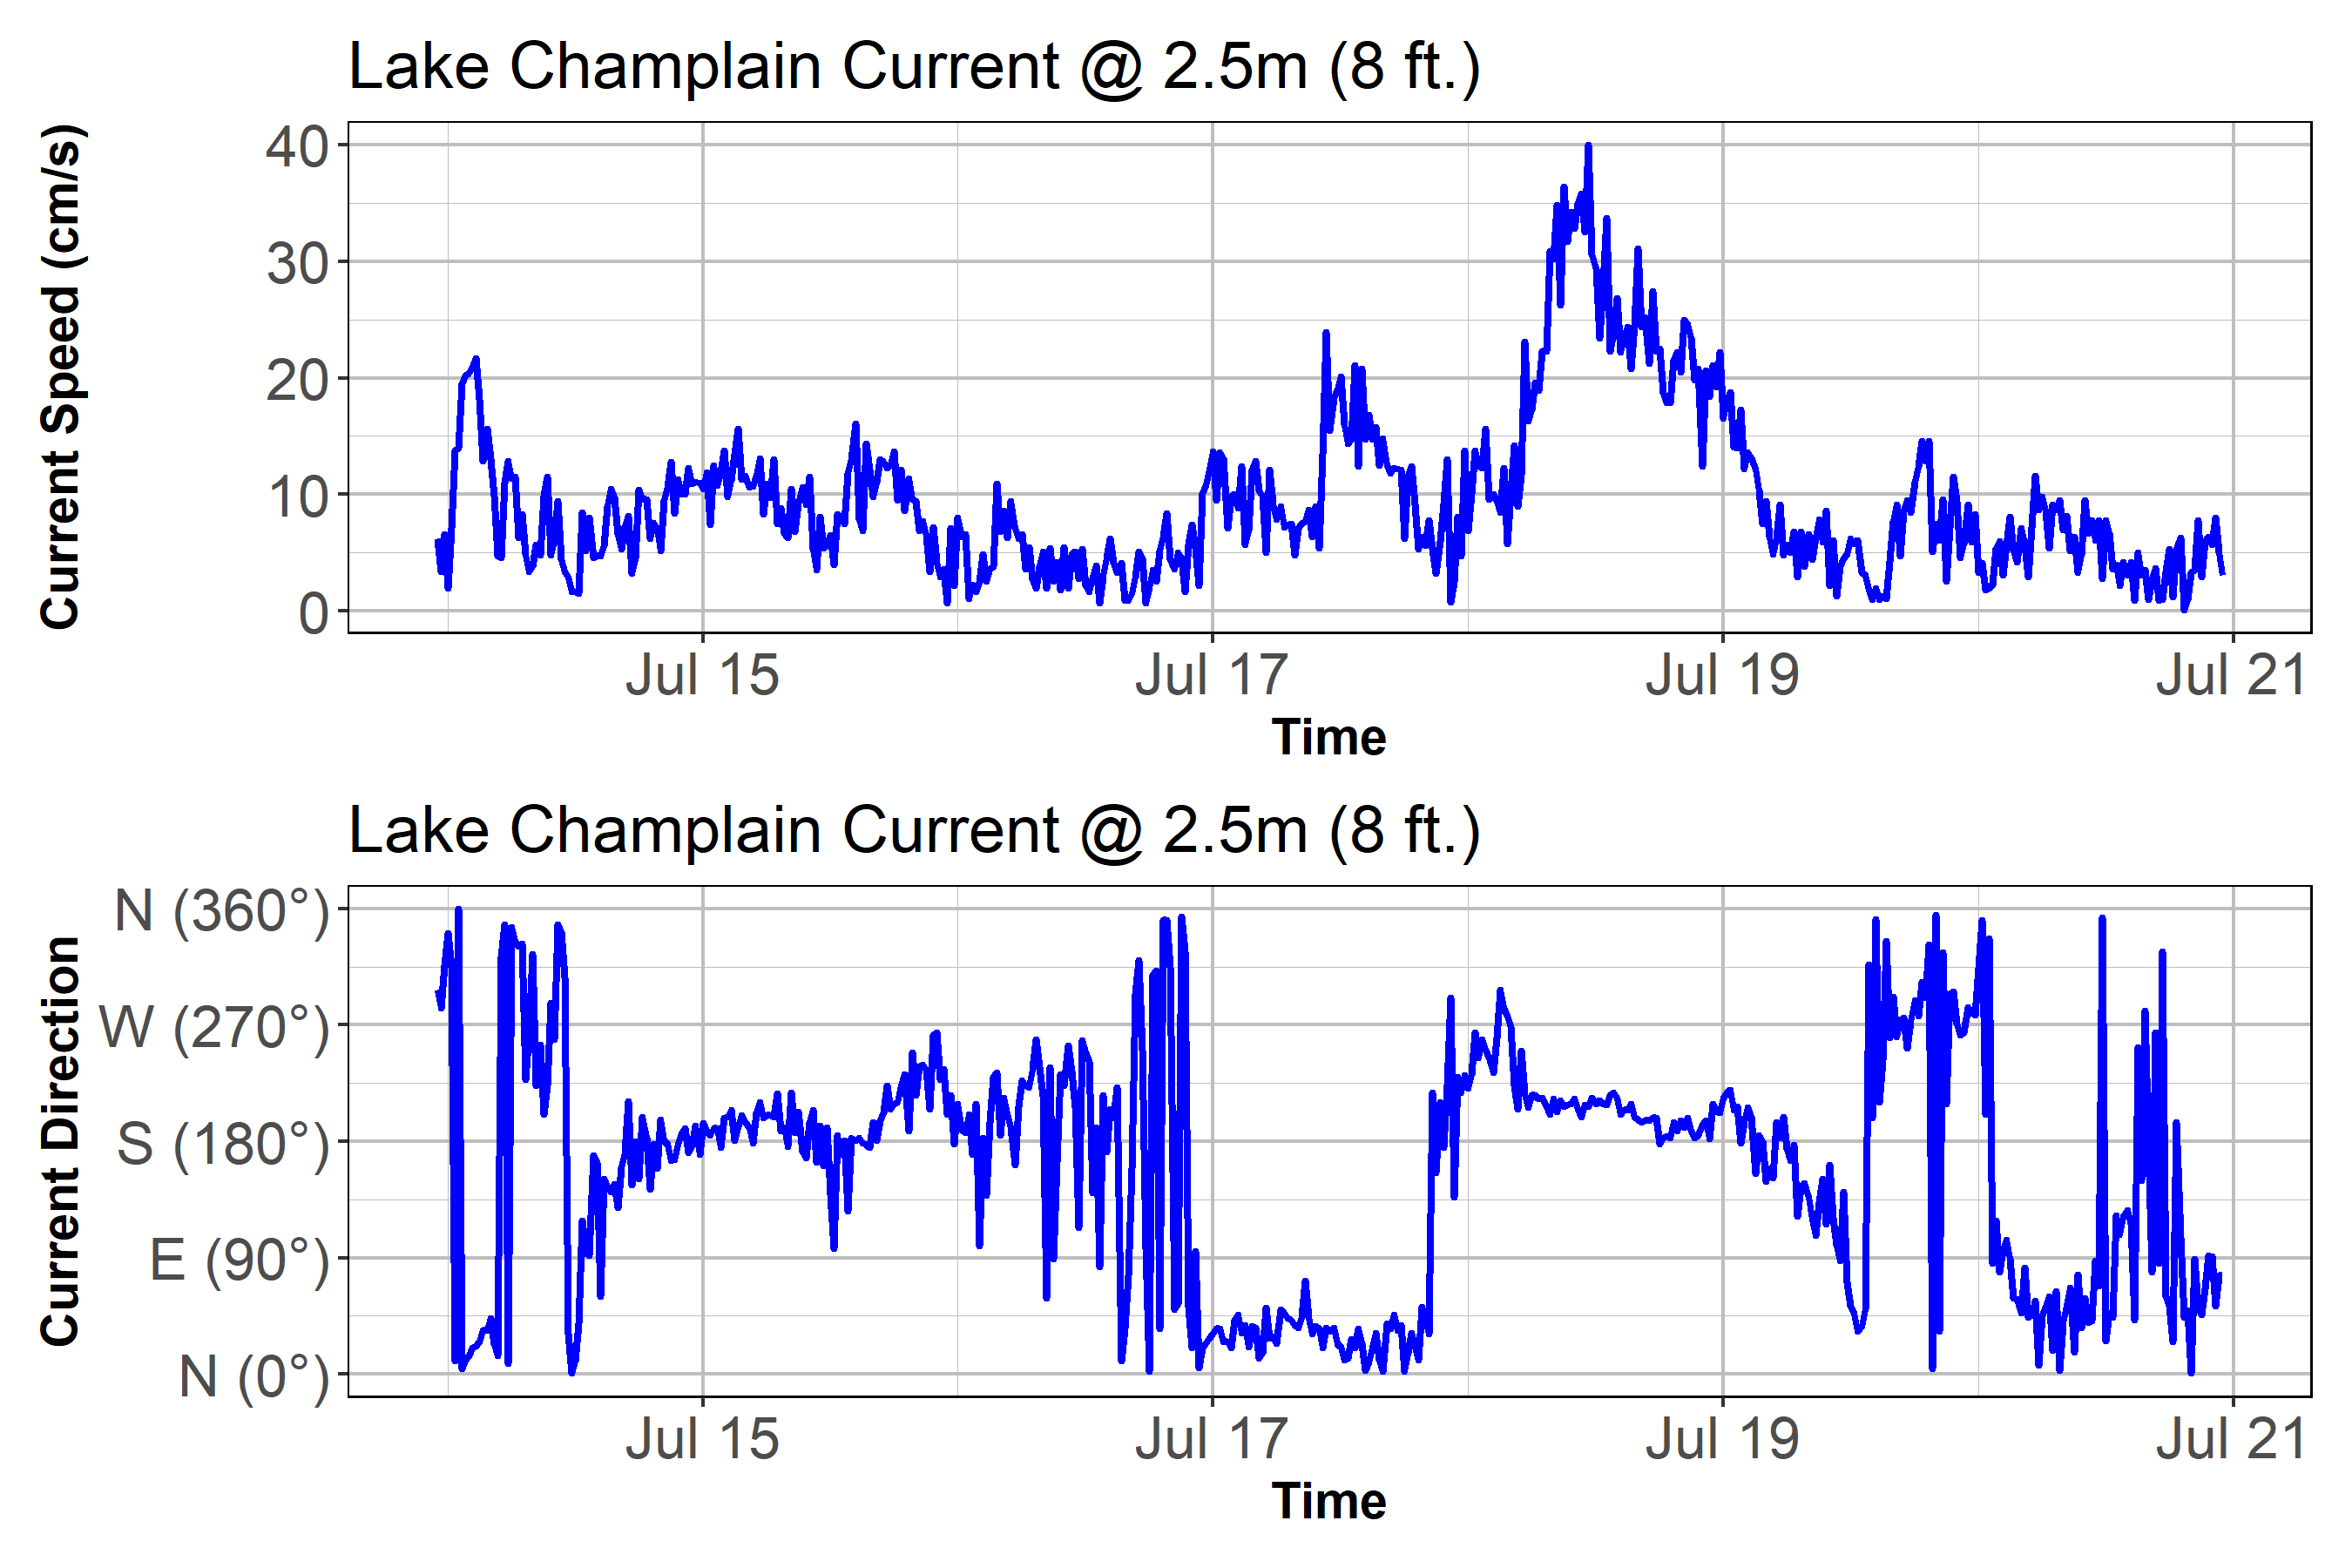 Lake Champlain Current @ 2.5m (8 ft.)
Current Speed (cm/s)
40
30
20
10
0
Jul 15 Jul 17 Jul 19 Jul 21
Time
Lake Champlain Current @ 2.5m (8 ft.)
Current Direction
N (360°)
W (270°)
S (180°)
E (90°)
N (0°)
Jul 15 Jul 17 Jul 19 Jul 21
Time